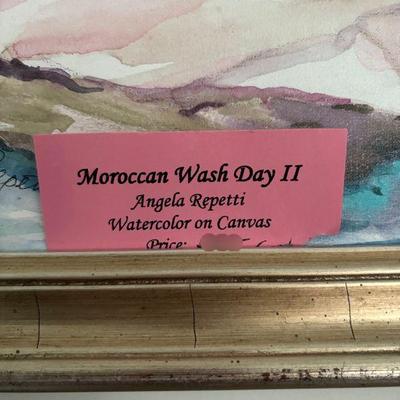 Moroccan Wash Day II
Angela Repetti
Watercolor on Canvas
Price: